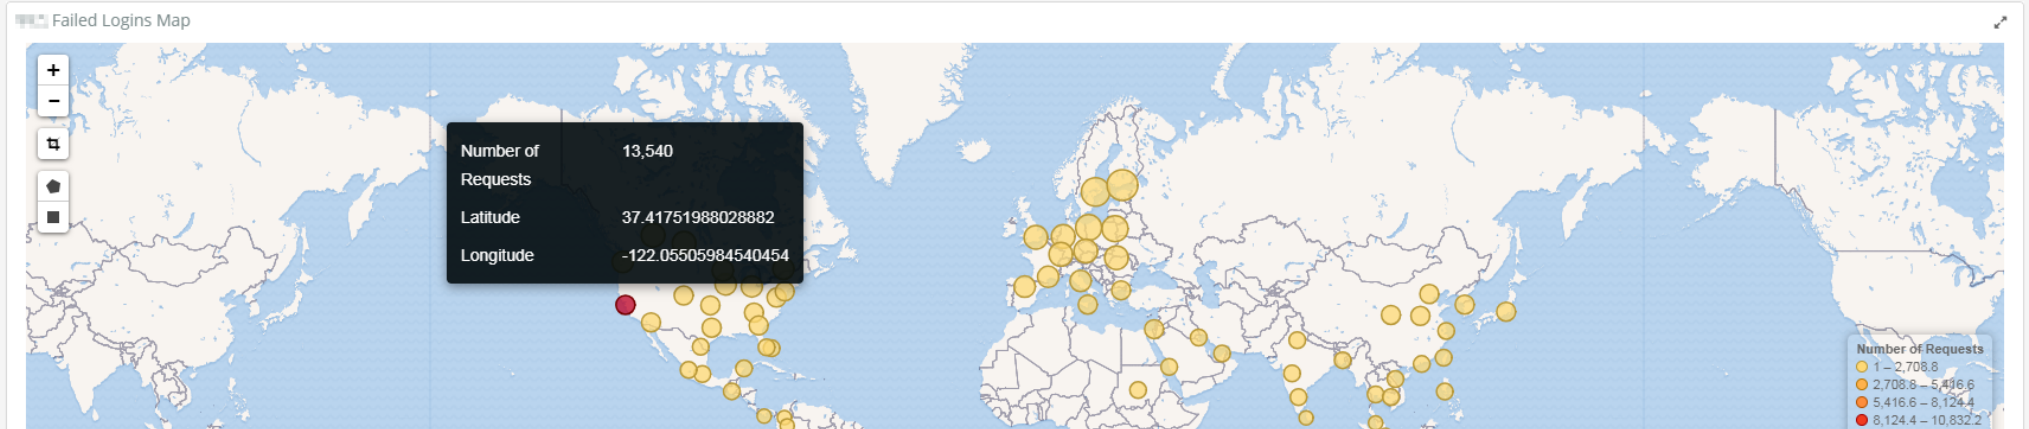 Failed Logins Map
+
−
Number of 13,540
Requests
Latitude 37.41751988028882
Longitude -122.05505984540454
Number of Requests
1 – 2,708.8
2,708.8 – 5,416.6
5,416.6 – 8,124.4
8,124.4 – 10,832.2